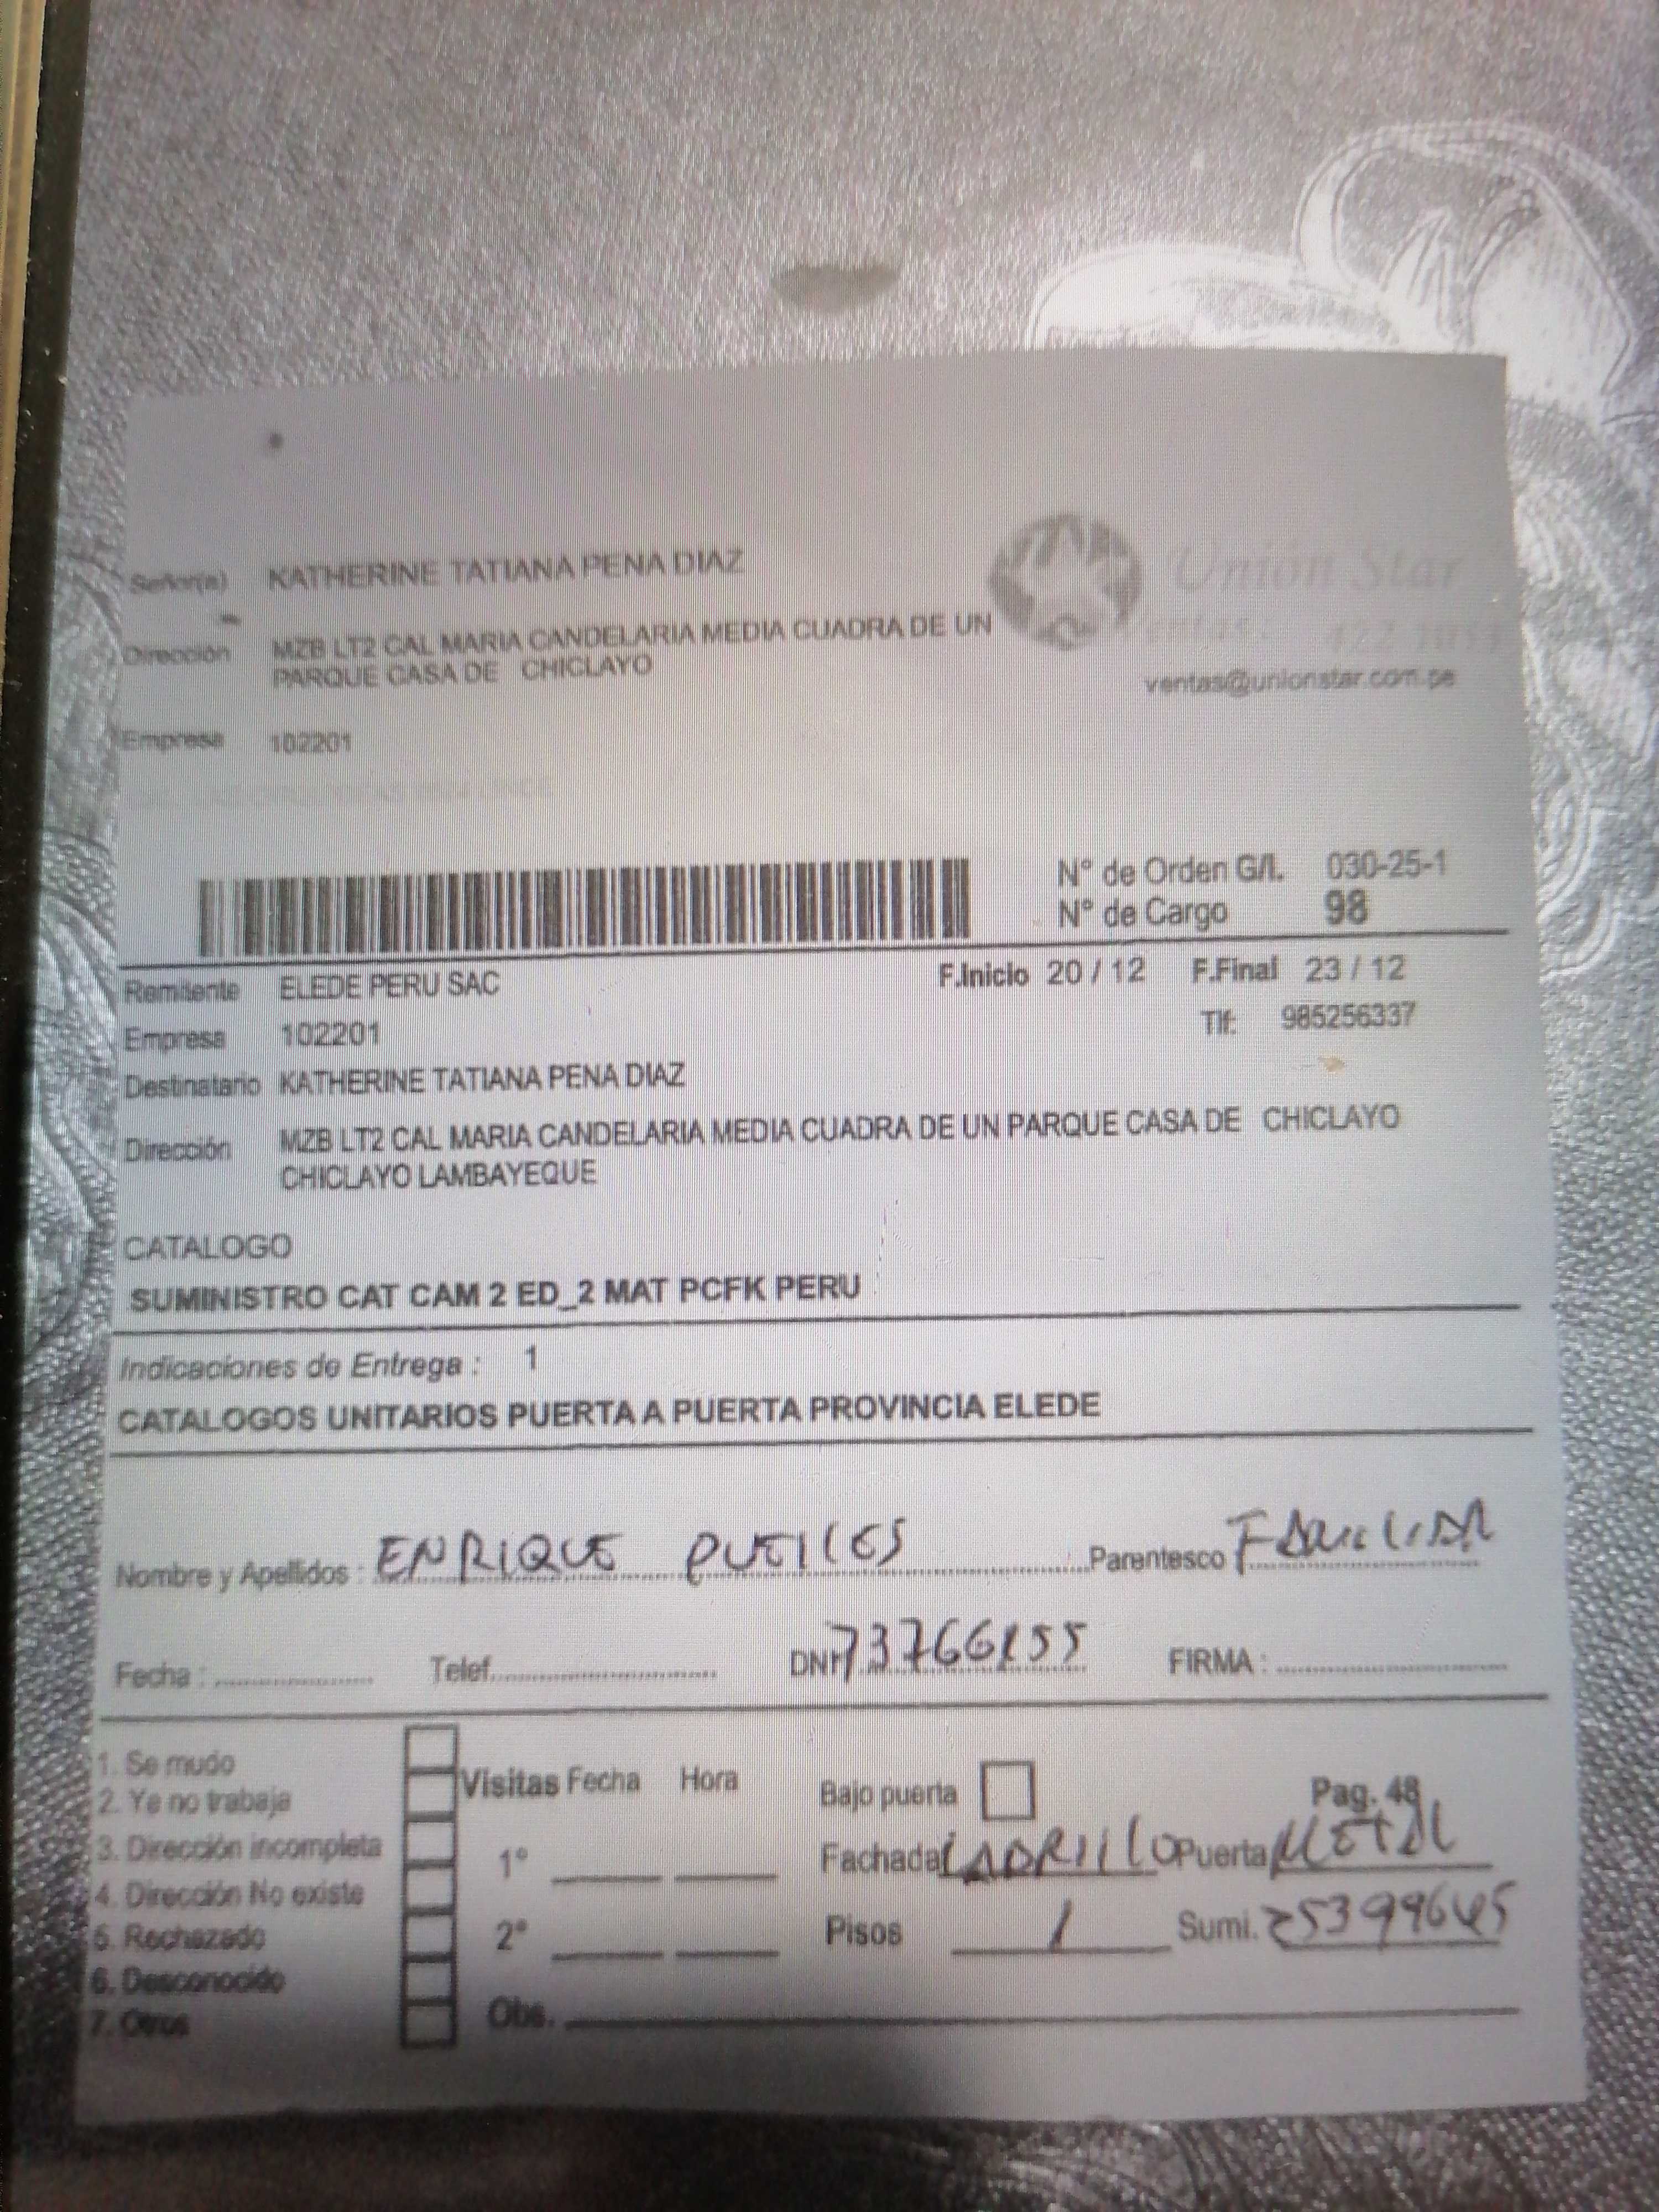 Señor(a) KATHERINE TATIANA PENA DIAZ
Unión Star
Dirección MZB LT2 CAL MARIA CANDELARIA MEDIA CUADRA DE UN
PARQUE CASA DE CHICLAYO
ventas@unionstar.com.pe
Empresa 102201
N° de Orden G/I. 030-25-1
N° de Cargo 98
Remitente ELEDE PERU SAC F.Inicio 20 / 12 F.Final 23 / 12
Empresa 102201 Tlf: 985256337
Destinatario KATHERINE TATIANA PENA DIAZ
Dirección MZB LT2 CAL MARIA CANDELARIA MEDIA CUADRA DE UN PARQUE CASA DE CHICLAYO
CHICLAYO LAMBAYEQUE
CATALOGO
SUMINISTRO CAT CAM 2 ED_2 MAT PCFK PERU
Indicaciones de Entrega : 1
CATALOGOS UNITARIOS PUERTA A PUERTA PROVINCIA ELEDE
Nombre y Apellidos : ENRIQUE Parentesco FAMILIAR
Fecha : Telef. DNI FIRMA :
1. Se mudo
2. Ya no trabaja
3. Dirección incompleta
4. Dirección No existe
5. Rechazado
6. Desconocido
7. Otros
Visitas Fecha Hora
1°
2°
Obs.
Bajo puerta Pag. 48
Fachada LADRILLO Puerta METAL
Pisos 1 Sumi. 25399645